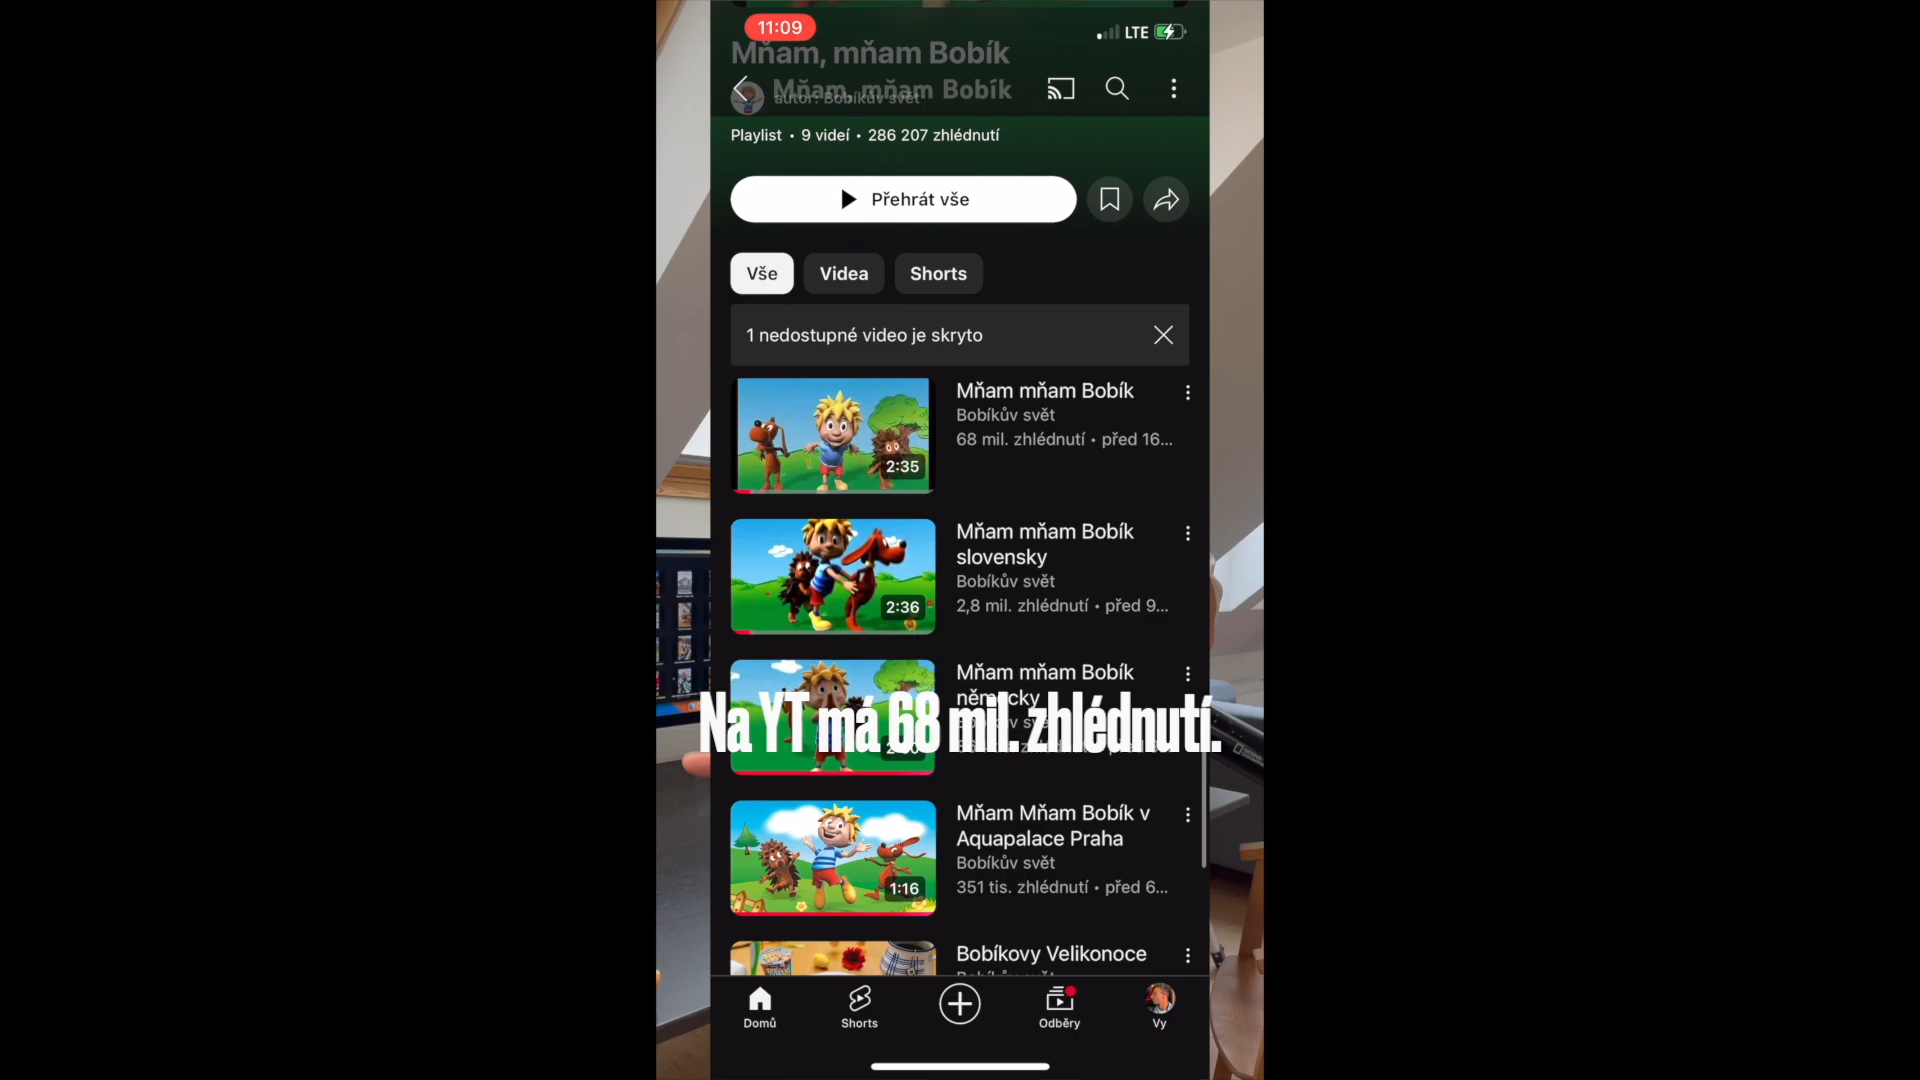 11:09
LTE
Mňam, mňam Bobík
Mňam, mňam Bobík
autor: Bobíkův svět
Playlist • 9 videí • 286 207 zhlédnutí
Přehrát vše
Vše
Videa
Shorts
1 nedostupné video je skryto
Mňam mňam Bobík
Bobíkův svět
68 mil. zhlédnutí • před 16...
2:35
Mňam mňam Bobík
slovensky
Bobíkův svět
2,8 mil. zhlédnutí • před 9...
2:36
Mňam mňam Bobík
německy
Na YT má 68 mil. zhlédnutí.
Mňam Mňam Bobík v
Aquapalace Praha
Bobíkův svět
351 tis. zhlédnutí • před 6...
1:16
Bobíkovy Velikonoce
Domů
Shorts
Odběry
Vy